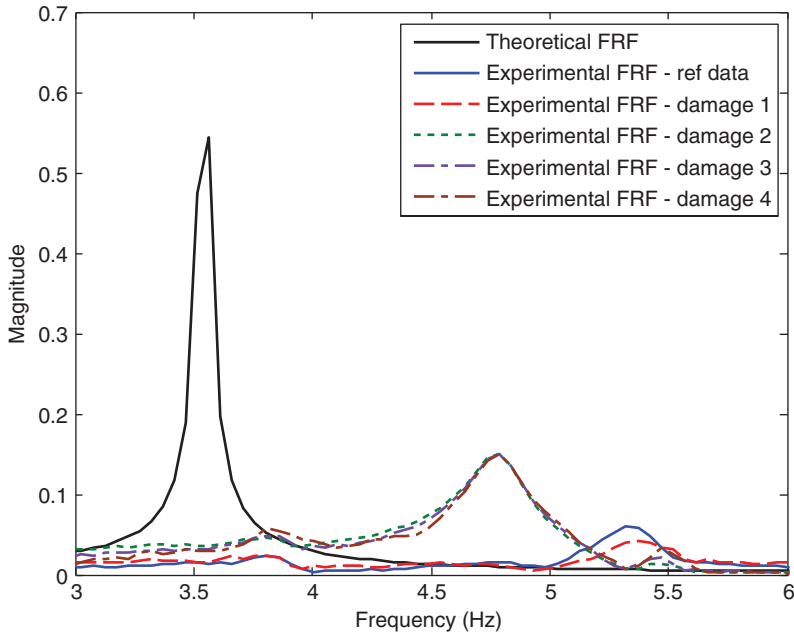 0.7
0.6
0.5
0.4
0.3
0.2
0.1
0
Magnitude
Theoretical FRF
Experimental FRF - ref data
Experimental FRF - damage 1
Experimental FRF - damage 2
Experimental FRF - damage 3
Experimental FRF - damage 4
3 3.5 4 4.5 5 5.5 6
Frequency (Hz)